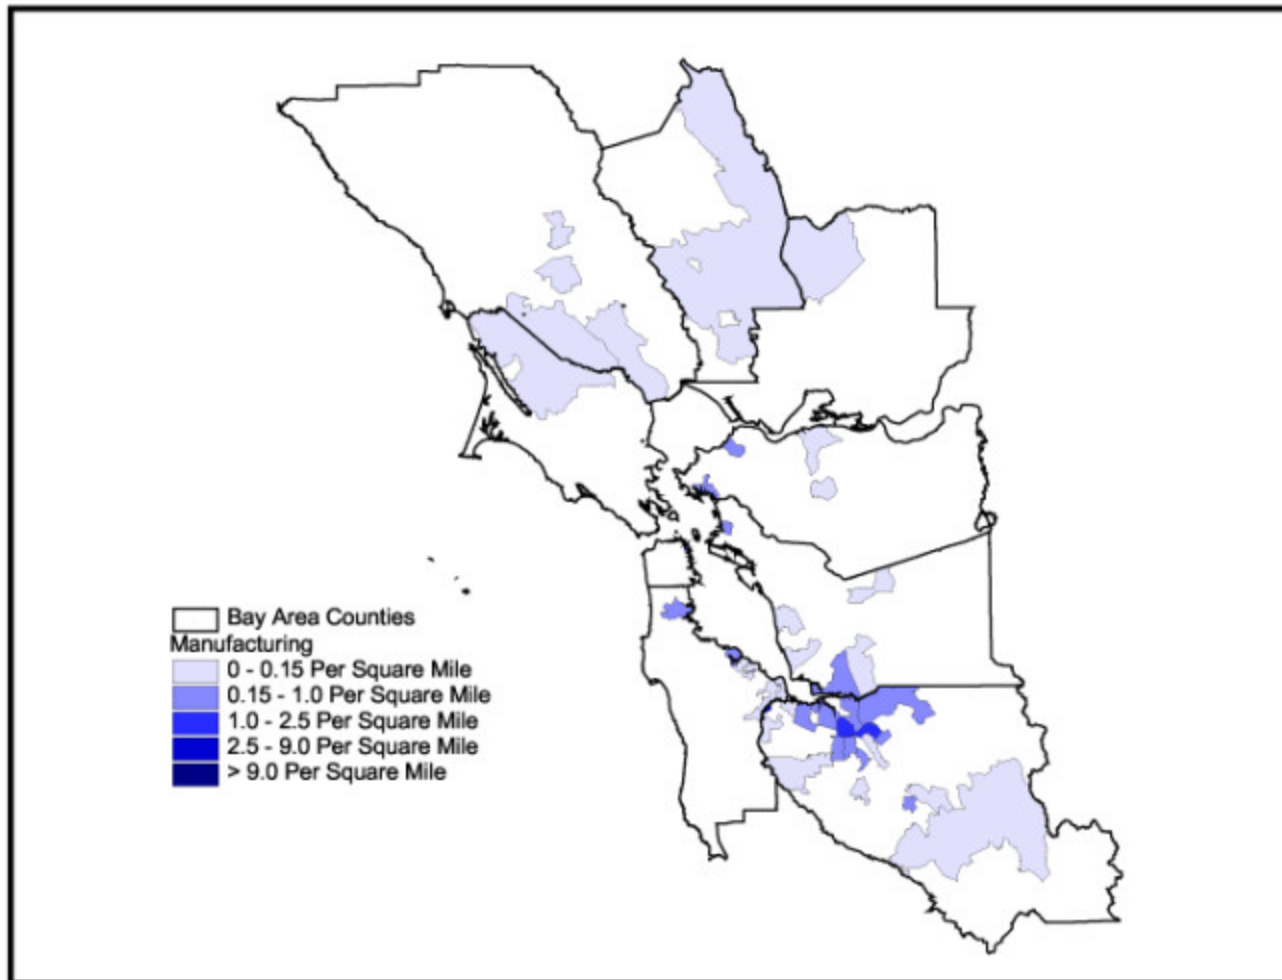 Bay Area Counties
Manufacturing
0 - 0.15 Per Square Mile
0.15 - 1.0 Per Square Mile
1.0 - 2.5 Per Square Mile
2.5 - 9.0 Per Square Mile
> 9.0 Per Square Mile